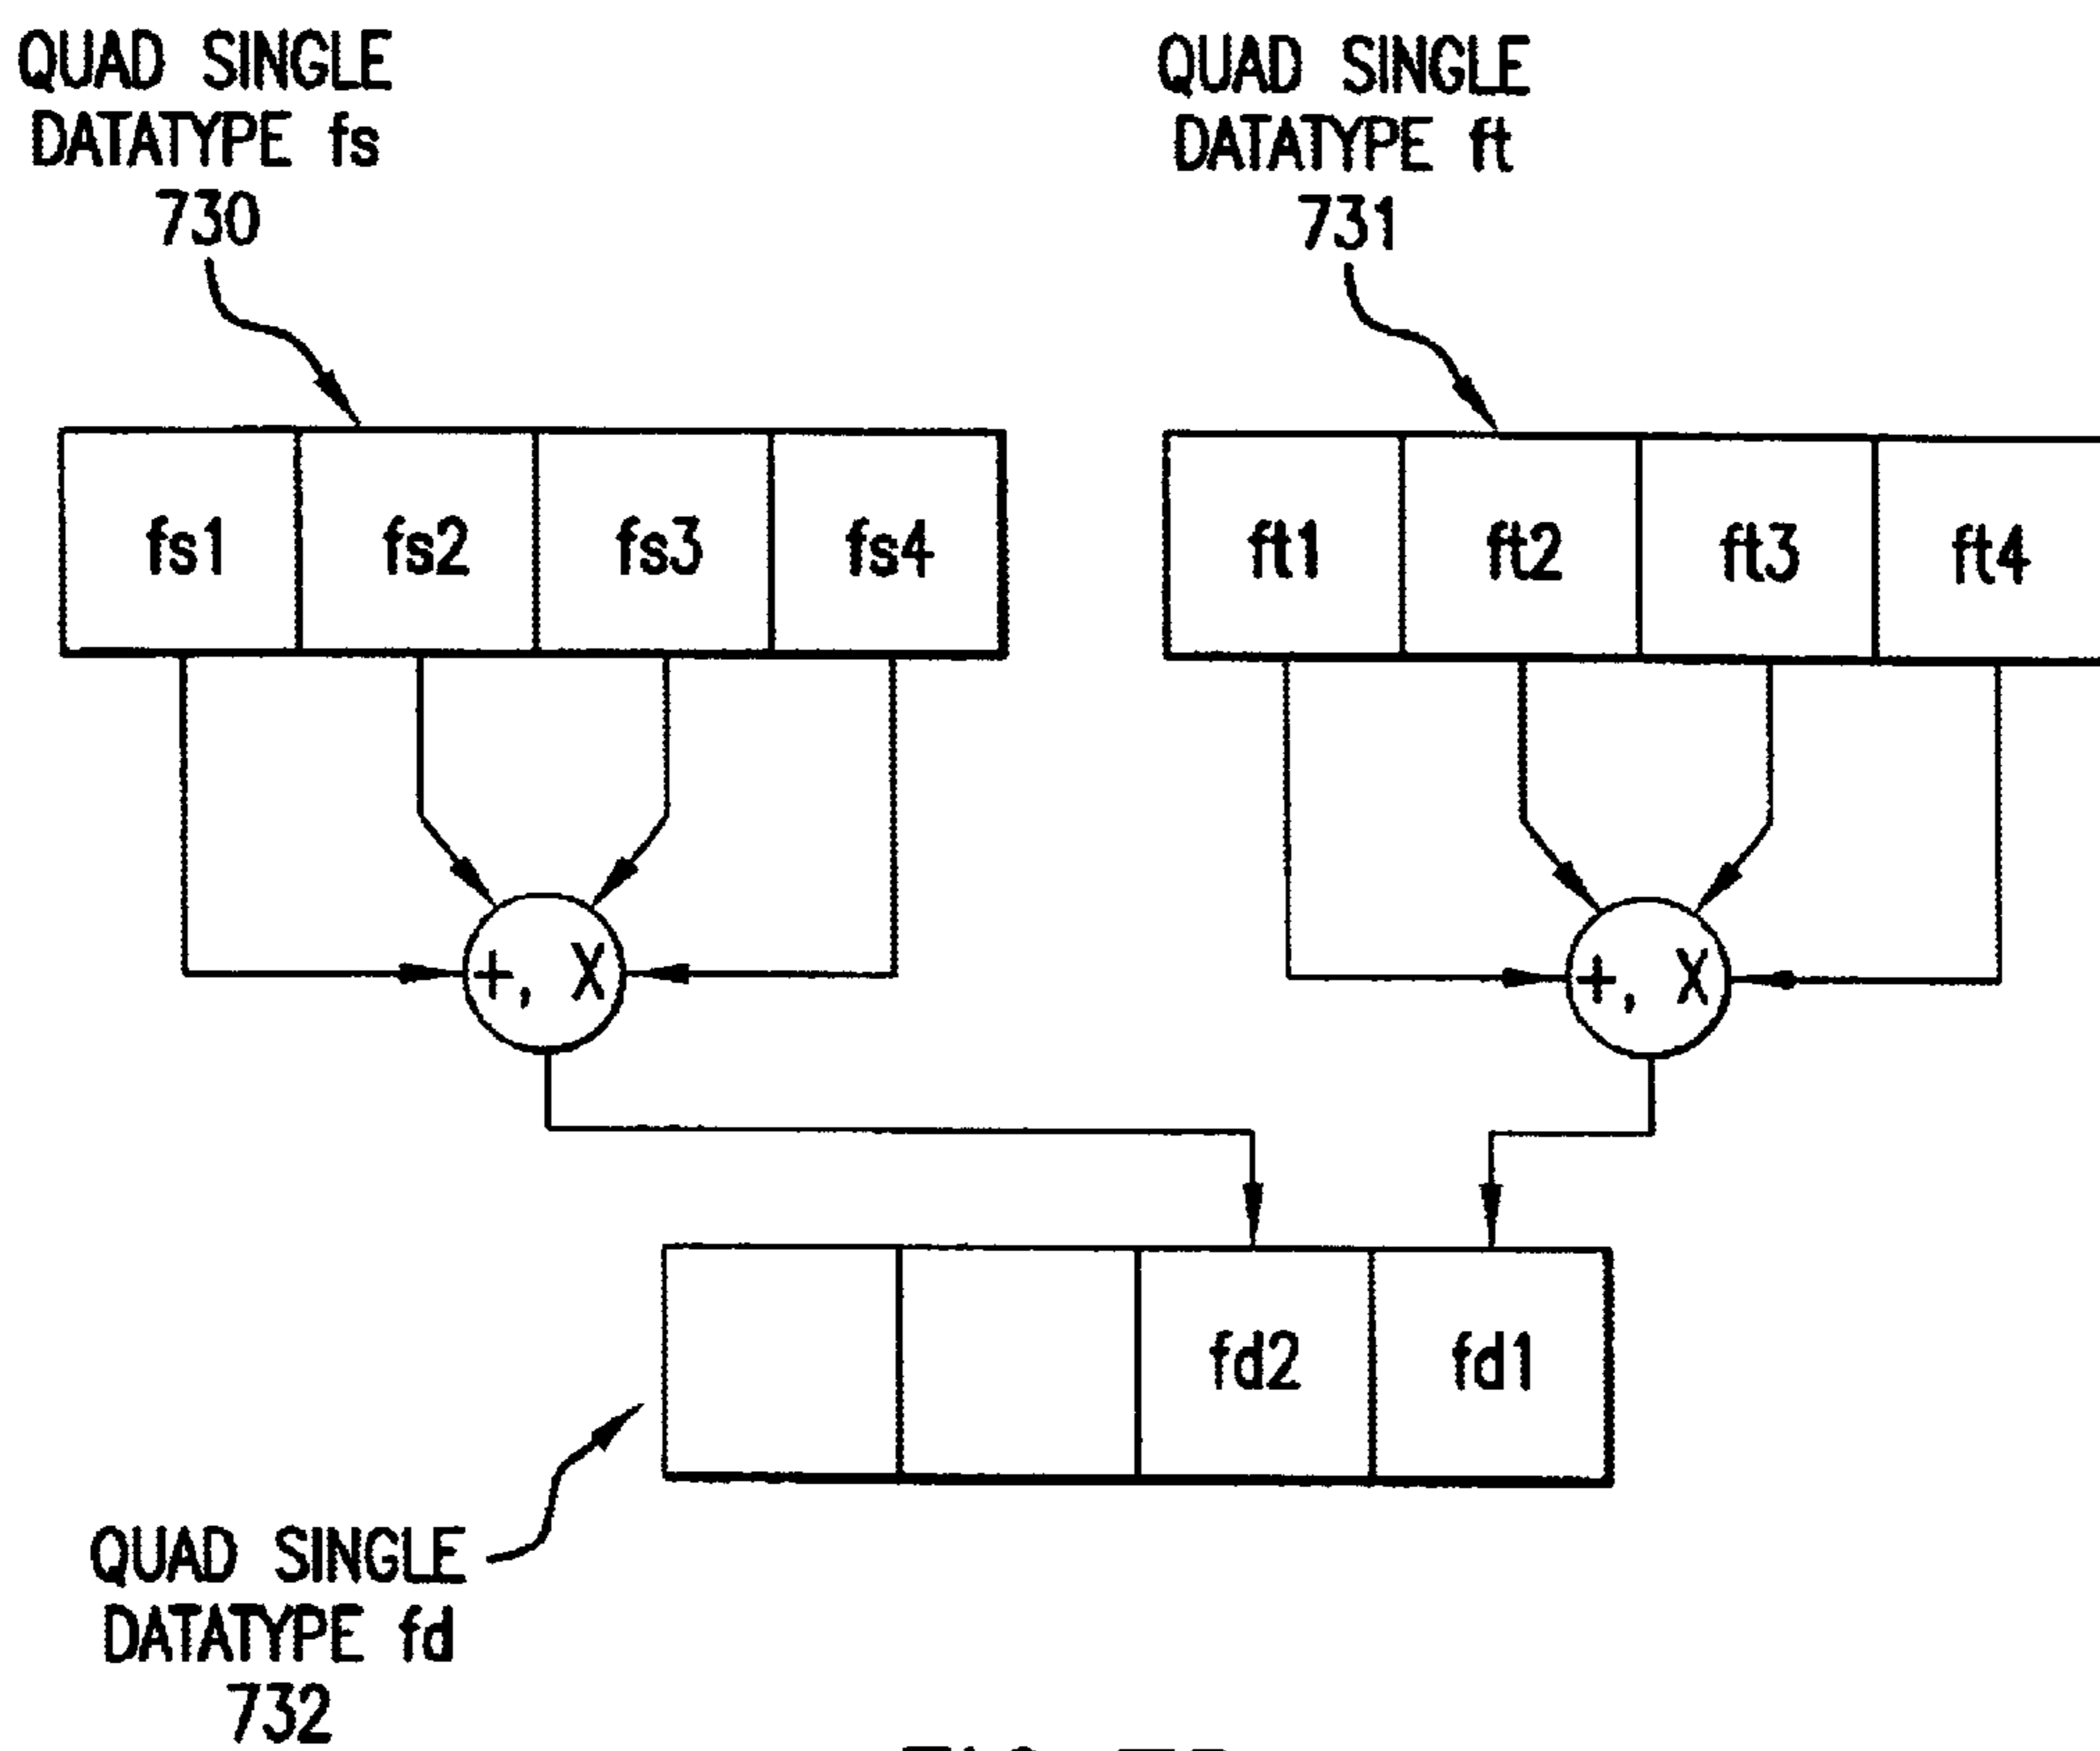 QUAD SINGLE
DATATYPE fs
730
QUAD SINGLE
DATATYPE ft
731
fs1 fs2 fs3 fs4
ft1 ft2 ft3 ft4
+, X
+, X
fd2 fd1
QUAD SINGLE
DATATYPE fd
732